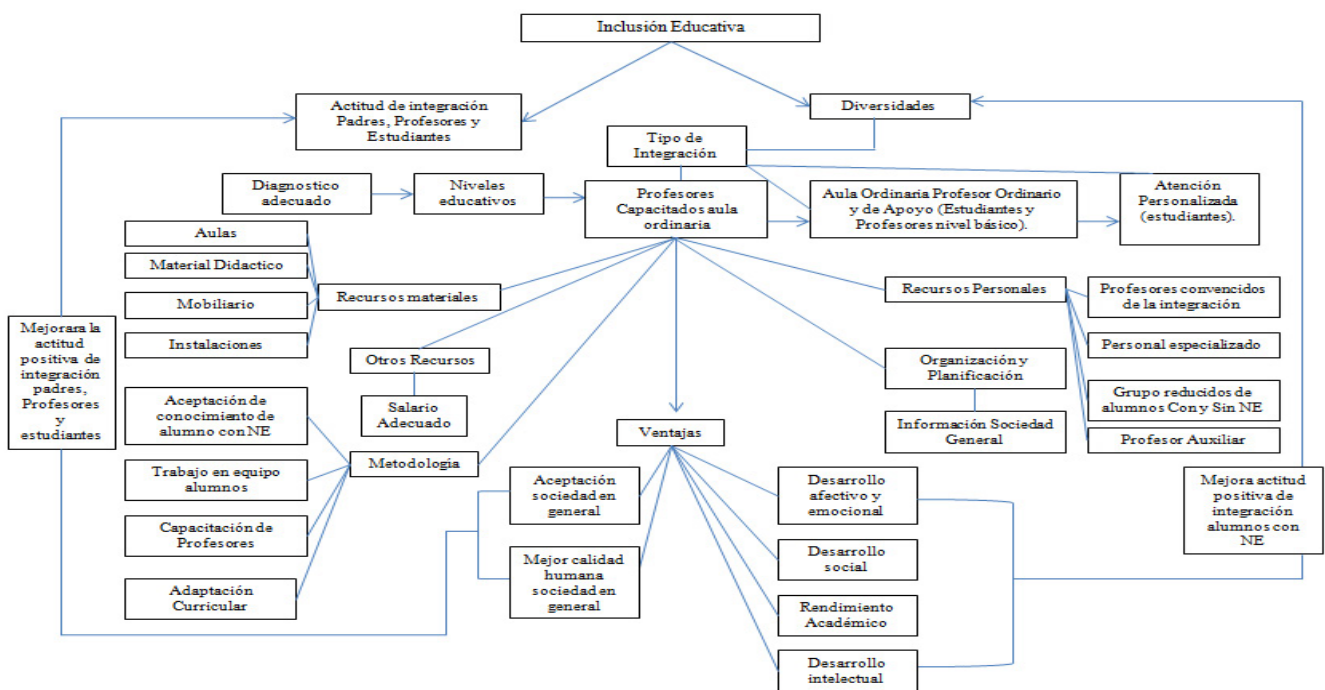 Inclusión Educativa
Actitud de integración
Padres, Profesores y
Estudiantes
Diversidades
Tipo de
Integración
Diagnostico
adecuado
Niveles
educativos
Profesores
Capacitados aula
ordinaria
Aula Ordinaria Profesor Ordinario
y de Apoyo (Estudiantes y
Profesores nivel básico).
Atención
Personalizada
(estudiantes).
Aulas
Material Didactico
Mobiliario
Instalaciones
Recursos materiales
Recursos Personales
Profesores convencidos
de la integración
Personal especializado
Grupo reducidos de
alumnos Con y Sin NE
Profesor Auxiliar
Mejorara la
actitud
positiva de
integración
padres,
Profesores
y
estudiantes
Otros Recursos
Salario
Adecuado
Organización y
Planificación
Información Sociedad
General
Aceptación de
conocimiento de
alumno con NE
Trabajo en equipo
alumnos
Capacitación de
Profesores
Adaptación
Curricular
Metodología
Ventajas
Aceptación
sociedad en
general
Mejor calidad
humana
sociedad en
general
Desarrollo
afectivo y
emocional
Desarrollo
social
Rendimiento
Académico
Desarrollo
intelectual
Mejora actitud
positiva de
integración
alumnos con
NE